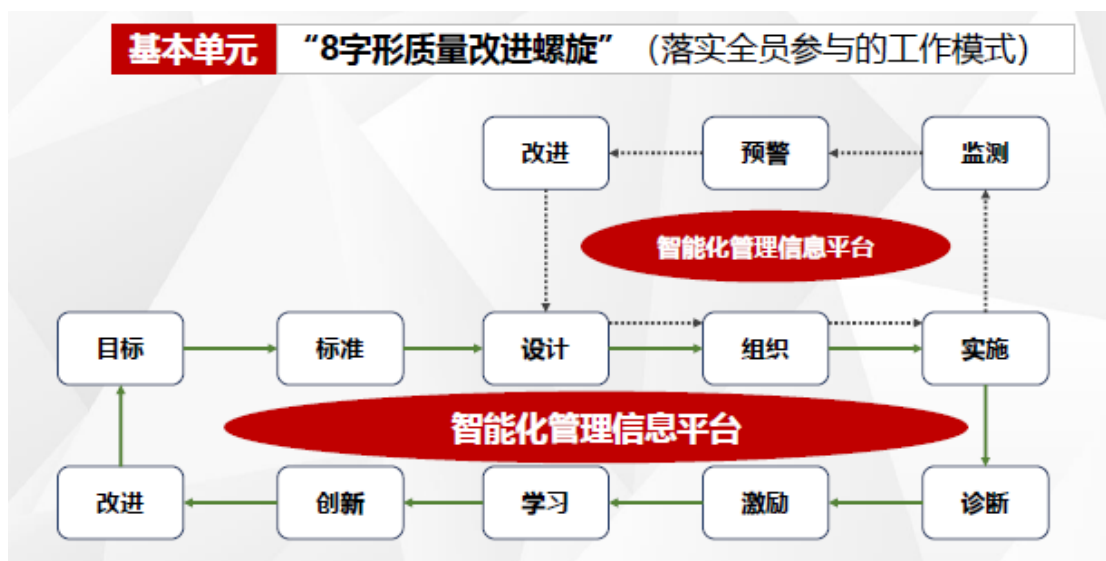 基本单元 “8字形质量改进螺旋” （落实全员参与的工作模式）
改进 预警 监测
智能化管理信息平台
目标 标准 设计 组织 实施
智能化管理信息平台
改进 创新 学习 激励 诊断